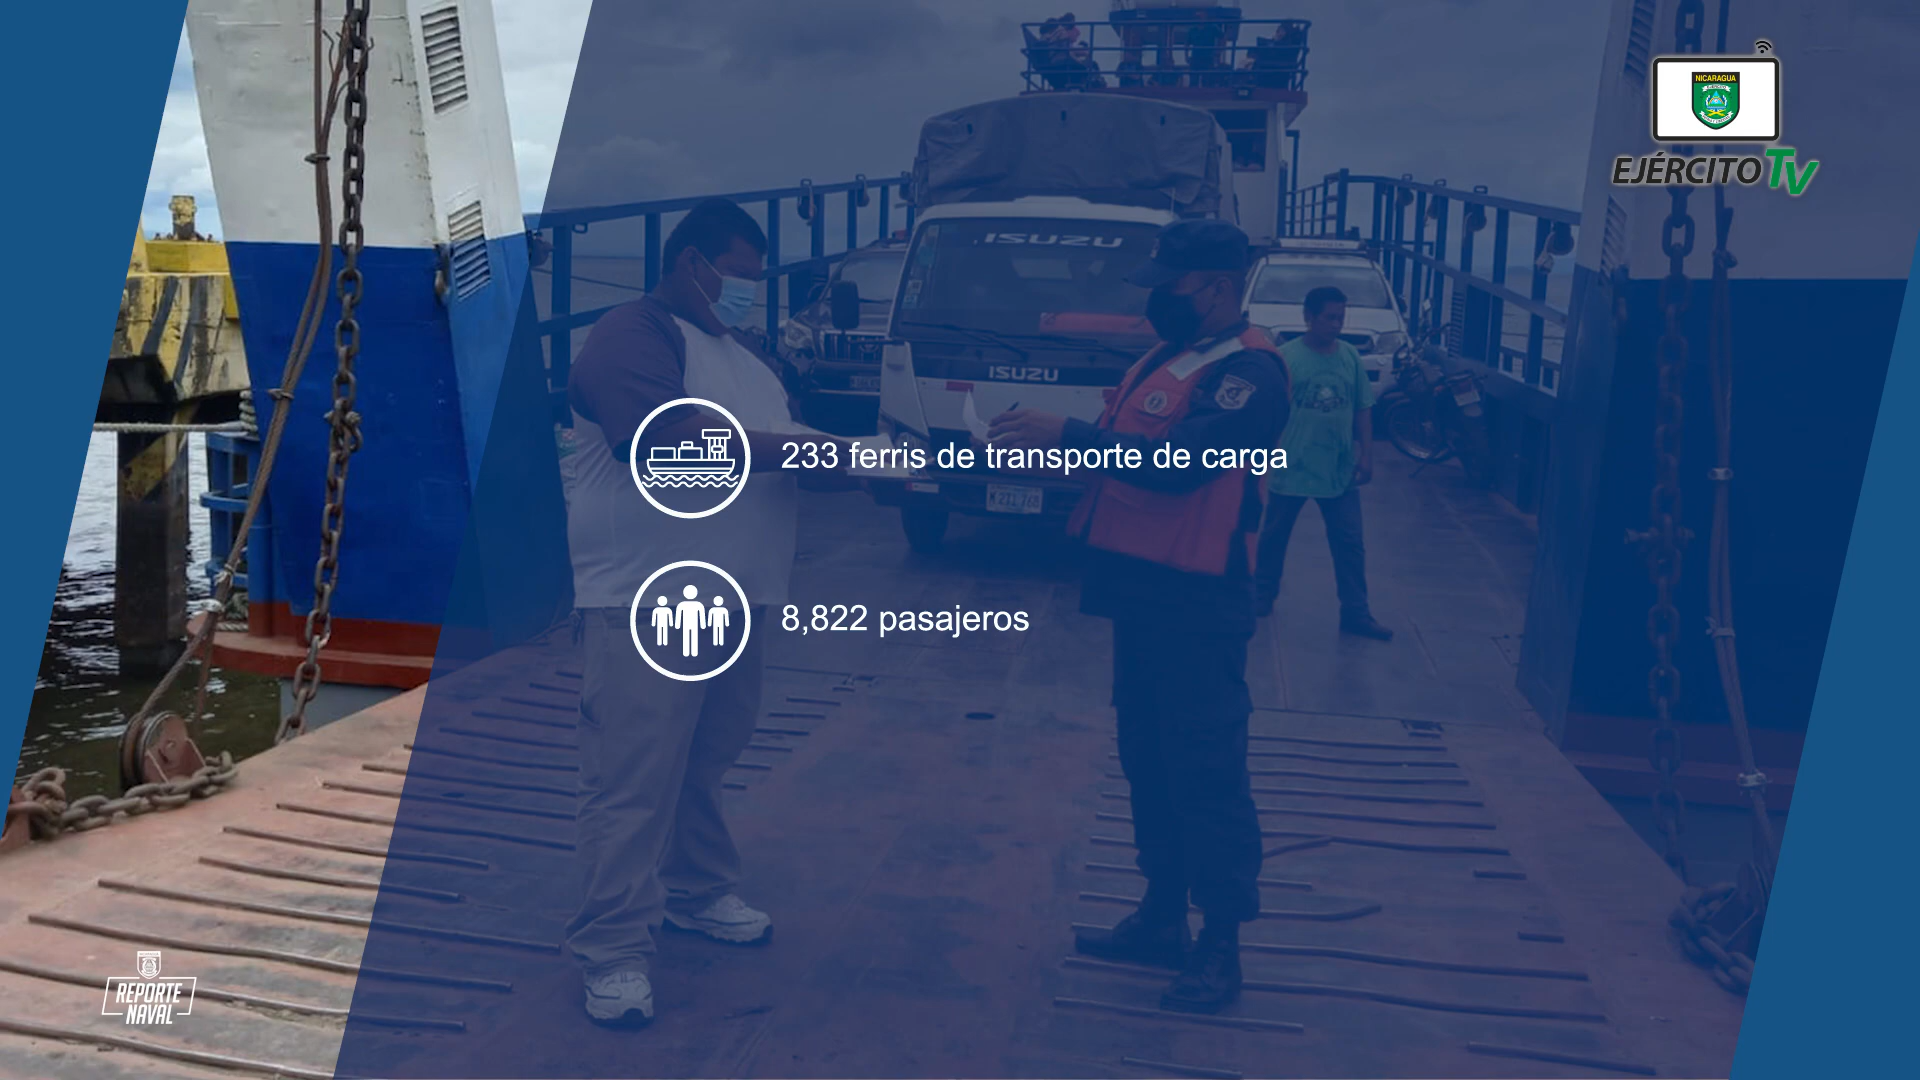 NICARAGUA
EJÉRCITO TV
ISUZU
ISUZU
233 ferris de transporte de carga
8,822 pasajeros
REPORTE
NAVAL